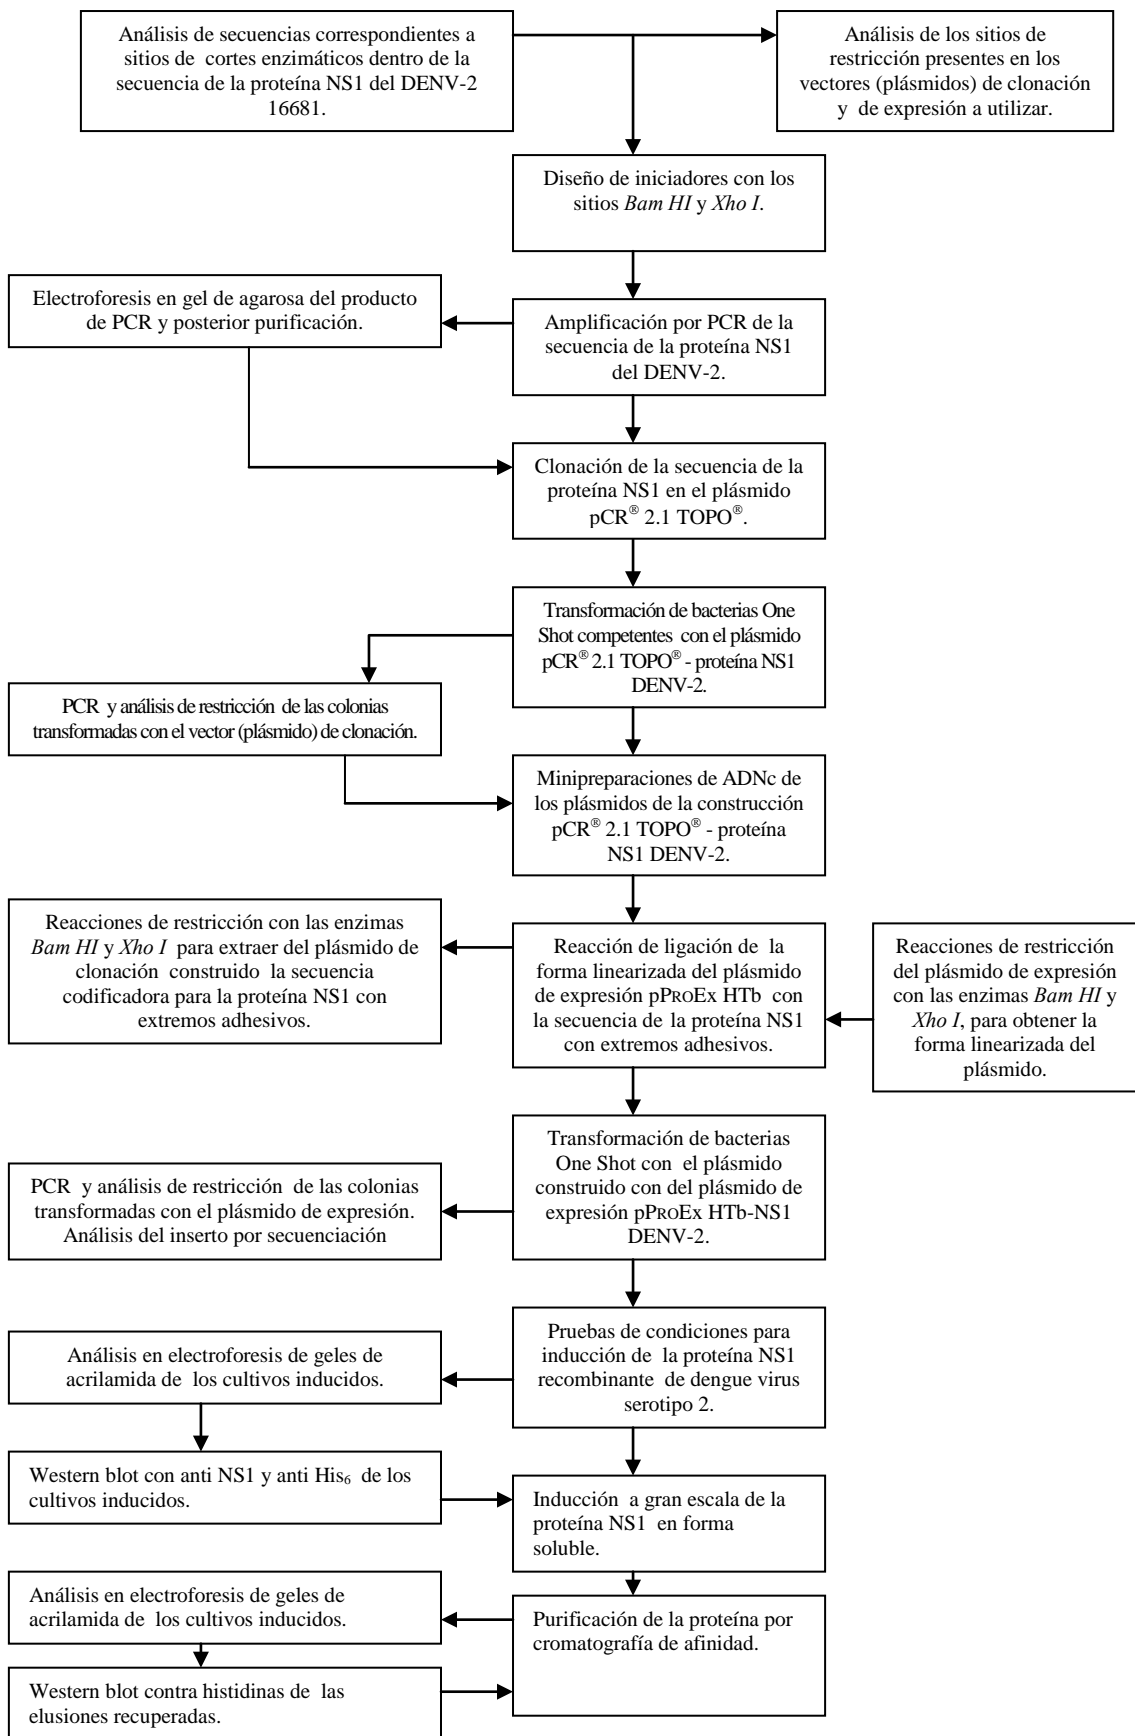 Análisis de secuencias correspondientes a
sitios de cortes enzimáticos dentro de la
secuencia de la proteína NS1 del DENV-2
16681.
Análisis de los sitios de
restricción presentes en los
vectores (plásmidos) de clonación
y de expresión a utilizar.
Diseño de iniciadores con los
sitios Bam HI y Xho I.
Electroforesis en gel de agarosa del producto
de PCR y posterior purificación.
Amplificación por PCR de la
secuencia de la proteína NS1
del DENV-2.
Clonación de la secuencia de la
proteína NS1 en el plásmido
pCR® 2.1 TOPO®.
Transformación de bacterias One
Shot competentes con el plásmido
pCR® 2.1 TOPO® - proteína NS1
DENV-2.
PCR y análisis de restricción de las colonias
transformadas con el vector (plásmido) de clonación.
Minipreparaciones de ADNc de
los plásmidos de la construcción
pCR® 2.1 TOPO® - proteína
NS1 DENV-2.
Reacciones de restricción con las enzimas
Bam HI y Xho I para extraer del plásmido de
clonación construido la secuencia
codificadora para la proteína NS1 con
extremos adhesivos.
Reacción de ligación de la
forma linearizada del plásmido
de expresión pPROEx HTb con
la secuencia de la proteína NS1
con extremos adhesivos.
Reacciones de restricción
del plásmido de expresión
con las enzimas Bam HI y
Xho I, para obtener la
forma linearizada del
plásmido.
Transformación de bacterias
One Shot con el plásmido
construido con del plásmido de
expresión pPROEx HTb-NS1
DENV-2.
PCR y análisis de restricción de las colonias
transformadas con el plásmido de expresión.
Análisis del inserto por secuenciación
Pruebas de condiciones para
inducción de la proteína NS1
recombinante de dengue virus
serotipo 2.
Análisis en electroforesis de geles de
acrilamida de los cultivos inducidos.
Western blot con anti NS1 y anti His₆ de los
cultivos inducidos.
Inducción a gran escala de la
proteína NS1 en forma
soluble.
Análisis en electroforesis de geles de
acrilamida de los cultivos inducidos.
Purificación de la proteína por
cromatografía de afinidad.
Western blot contra histidinas de las
elusiones recuperadas.